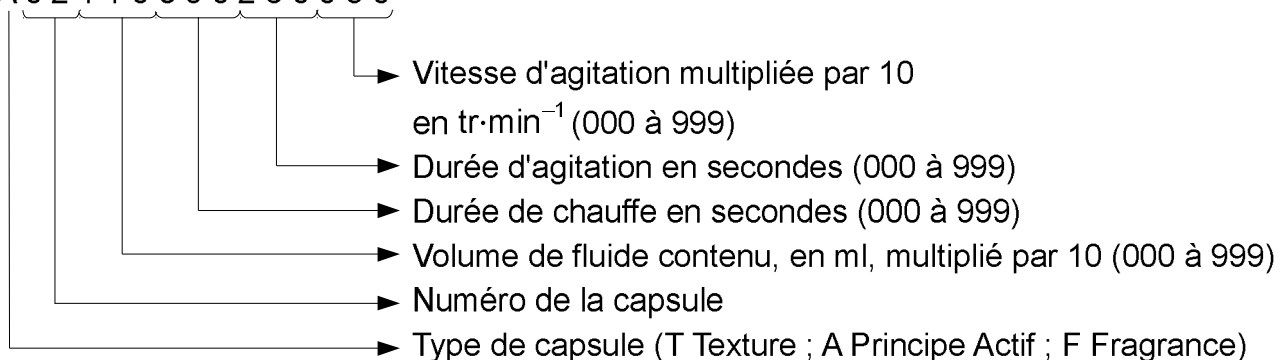 Vitesse d'agitation multipliée par 10
en tr·min⁻¹ (000 à 999)
Durée d'agitation en secondes (000 à 999)
Durée de chauffe en secondes (000 à 999)
Volume de fluide contenu, en ml, multiplié par 10 (000 à 999)
Numéro de la capsule
Type de capsule (T Texture ; A Principe Actif ; F Fragrance)